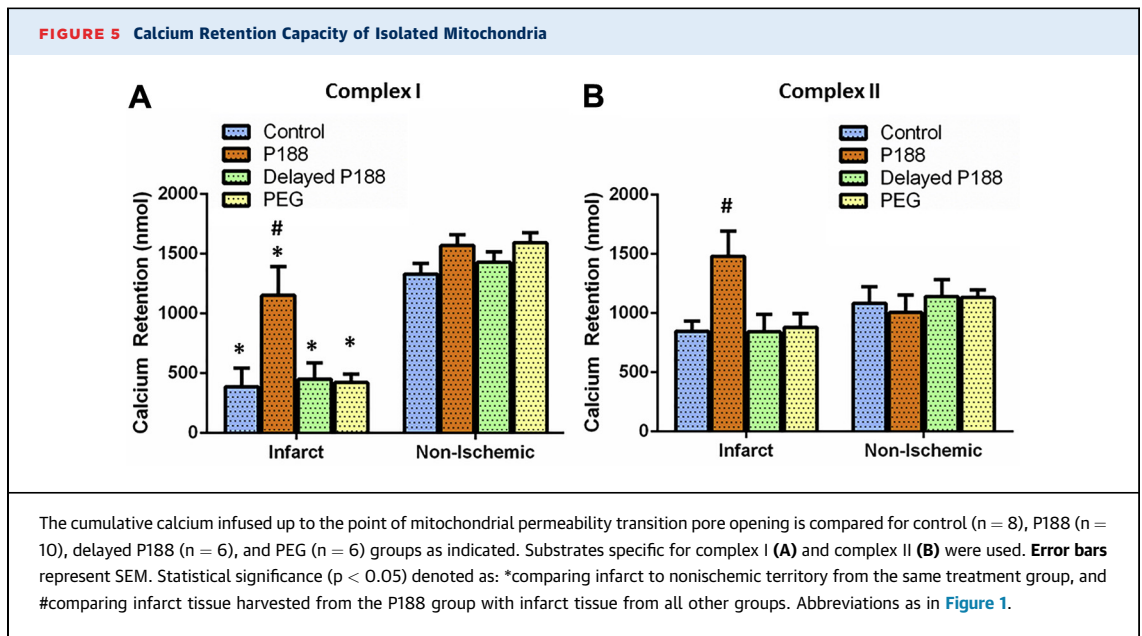 FIGURE 5 Calcium Retention Capacity of Isolated Mitochondria
A
Complex I
Control
P188
Delayed P188
PEG
Calcium Retention (nmol)
2000
1500
1000
500
0
*
#
*
*
*
Infarct
Non-Ischemic
B
Complex II
Control
P188
Delayed P188
PEG
Calcium Retention (nmol)
2000
1500
1000
500
0
#
Infarct
Non-Ischemic
The cumulative calcium infused up to the point of mitochondrial permeability transition pore opening is compared for control (n = 8), P188 (n =
10), delayed P188 (n = 6), and PEG (n = 6) groups as indicated. Substrates specific for complex I (A) and complex II (B) were used. Error bars
represent SEM. Statistical significance (p < 0.05) denoted as: *comparing infarct to nonischemic territory from the same treatment group, and
#comparing infarct tissue harvested from the P188 group with infarct tissue from all other groups. Abbreviations as in Figure 1.